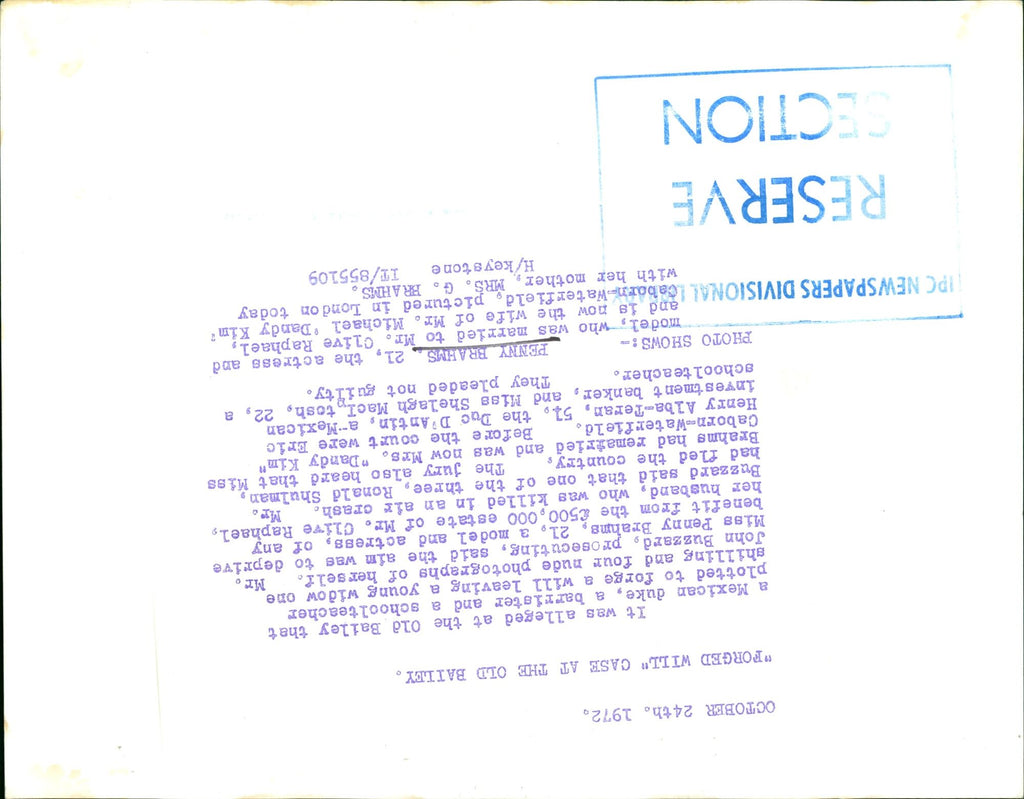 OCTOBER 24th. 1972.
"FORGED WILL" CASE AT THE OLD BAILEY.
It was alleged at the Old Bailey that
a Mexican duke, a barrister and a schoolteacher
plotted to forge a will leaving a young widow one
shilling and four nude photographs of herself. Mr.
John Buzzard, prosecuting, said the aim was to deprive
Miss Penny Brahms, 21, a model and actress, of any
benefit from the £500,000 estate of Mr. Clive Raphael,
her husband, who was killed in an air crash. Mr.
Buzzard said that one of the three, Ronald Shulman,
had fled the country. The jury also heard that Miss
Brahms had remarried and was now Mrs. "Dandy Kim"
Caborn-Waterfield. Before the court were Eric
Henry Alba-Teran, 51, the Duc D'Antin, a Mexican
investment banker, and Miss Shelagh MacIntosh, 22, a
schoolteacher. They pleaded not guilty.
PHOTO SHOWS:- PENNY BRAHMS, 21, the actress and
model, who was married to Mr. Clive Raphael,
and is now the wife of Mr. Michael 'Dandy Kim'
Caborn-Waterfield, pictured in London today
with her mother, MRS. G. BRAHMS.
H/keystone IT/855109
IPC NEWSPAPERS DIVISIONAL LIBRARY
RESERVE
SECTION